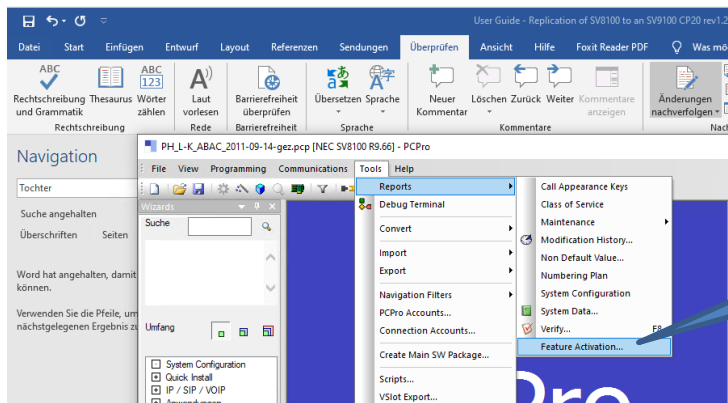 User Guide - Replication of SV8100 to an SV9100 CP20 rev1.2
Datei Start Einfügen Entwurf Layout Referenzen Sendungen Überprüfen Ansicht Hilfe Foxit Reader PDF Was mö
ABC ABC 123 A
Rechtschreibung und Grammatik
Thesaurus
Wörter zählen
Laut vorlesen
Barrierefreiheit überprüfen
Übersetzen
Sprache
Neuer Kommentar
Löschen
Zurück
Weiter
Kommentare anzeigen
Änderungen nachverfolgen
Rechtschreibung Rede Barrierefreiheit Sprache Kommentare Nach
Navigation
Tochter
Suche angehalten
Überschriften Seiten
Word hat angehalten, damit
können.
Verwenden Sie die Pfeile, um
nächstgelegenen Ergebnis zu
PH_L-K_ABAC_2011-09-14-gez.pcp [NEC SV8100 R9.66] - PCPro
File View Programming Communications Tools Help
Wizards
Suche
Umfang
System Configuration
Quick Install
IP / SIP / VOIP
Anwendungen
Reports
Debug Terminal
Convert
Import
Export
Navigation Filters
PCPro Accounts...
Connection Accounts...
Create Main SW Package...
Scripts...
VSlot Export...
Call Appearance Keys
Class of Service
Maintenance
Modification History...
Non Default Value...
Numbering Plan
System Configuration
System Data...
Verify... F8
Feature Activation...
Pro